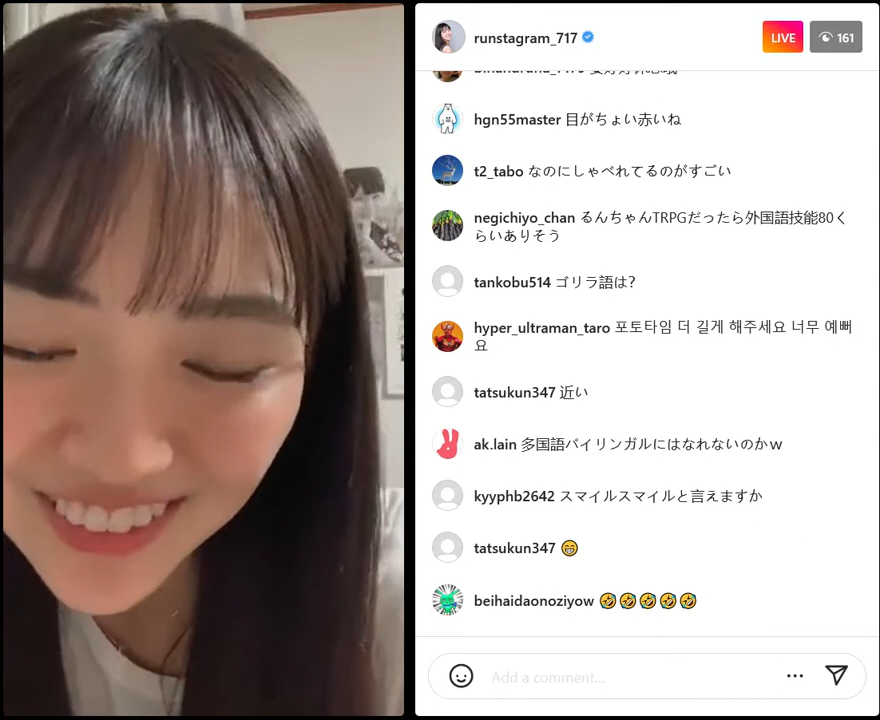 runstagram_717
LIVE
161
hgn55master 目がちょい赤いね
t2_tabo なのにしゃべれてるのがすごい
negichiyo_chan るんちゃんTRPGだったら外国語技能80く
らいありそう
tankobu514 ゴリラ語は?
hyper_ultraman_taro 포토타임 더 길게 해주세요 너무 예뻐
요
tatsukun347 近い
ak.lain 多国語バイリンガルにはなれないのかw
kyyphb2642 スマイルスマイルと言えますか
tatsukun347 😁
beihaidaonoziyow 🤣🤣🤣🤣🤣
Add a comment...